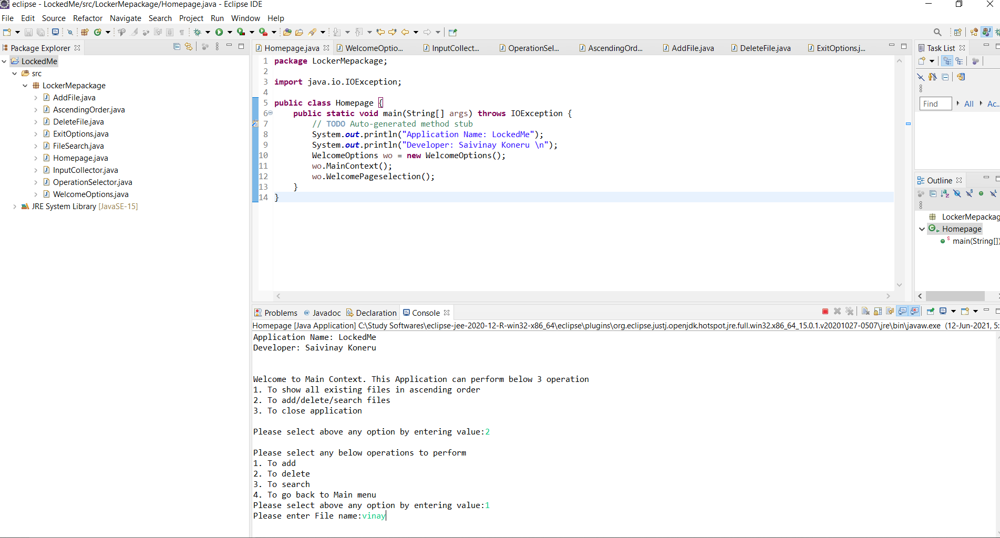 eclipse - LockedMe/src/LockerMepackage/Homepage.java - Eclipse IDE
File Edit Source Refactor Navigate Search Project Run Window Help
Package Explorer
LockedMe
src
LockerMepackage
AddFile.java
AscendingOrder.java
DeleteFile.java
ExitOptions.java
FileSearch.java
Homepage.java
InputCollector.java
OperationSelector.java
WelcomeOptions.java
JRE System Library [JavaSE-15]
Homepage.java WelcomeOptio... InputCollect... OperationSel... AscendingOrd... AddFile.java DeleteFile.java ExitOptions.j...
1 package LockerMepackage;
2
3 import java.io.IOException;
4
5 public class Homepage {
6 public static void main(String[] args) throws IOException {
7 // TODO Auto-generated method stub
8 System.out.println("Application Name: LockedMe");
9 System.out.println("Developer: Saivinay Koneru \n");
10 WelcomeOptions wo = new WelcomeOptions();
11 wo.MainContext();
12 wo.WelcomePageselection();
13 }
14 }
Task List
Find All Ac...
Outline
LockerMepackag
Homepage
main(String[])
Problems @ Javadoc Declaration Console
Homepage [Java Application] C:\Study Softwares\eclipse-jee-2020-12-R-win32-x86_64\eclipse\plugins\org.eclipse.justj.openjdk.hotspot.jre.full.win32.x86_64_15.0.1.v20201027-0507\jre\bin\javaw.exe (12-Jun-2021, 5:
Application Name: LockedMe
Developer: Saivinay Koneru
Welcome to Main Context. This Application can perform below 3 operation
1. To show all existing files in ascending order
2. To add/delete/search files
3. To close application
Please select above any option by entering value:2
Please select any below operations to perform
1. To add
2. To delete
3. To search
4. To go back to Main menu
Please select above any option by entering value:1
Please enter File name:vinay